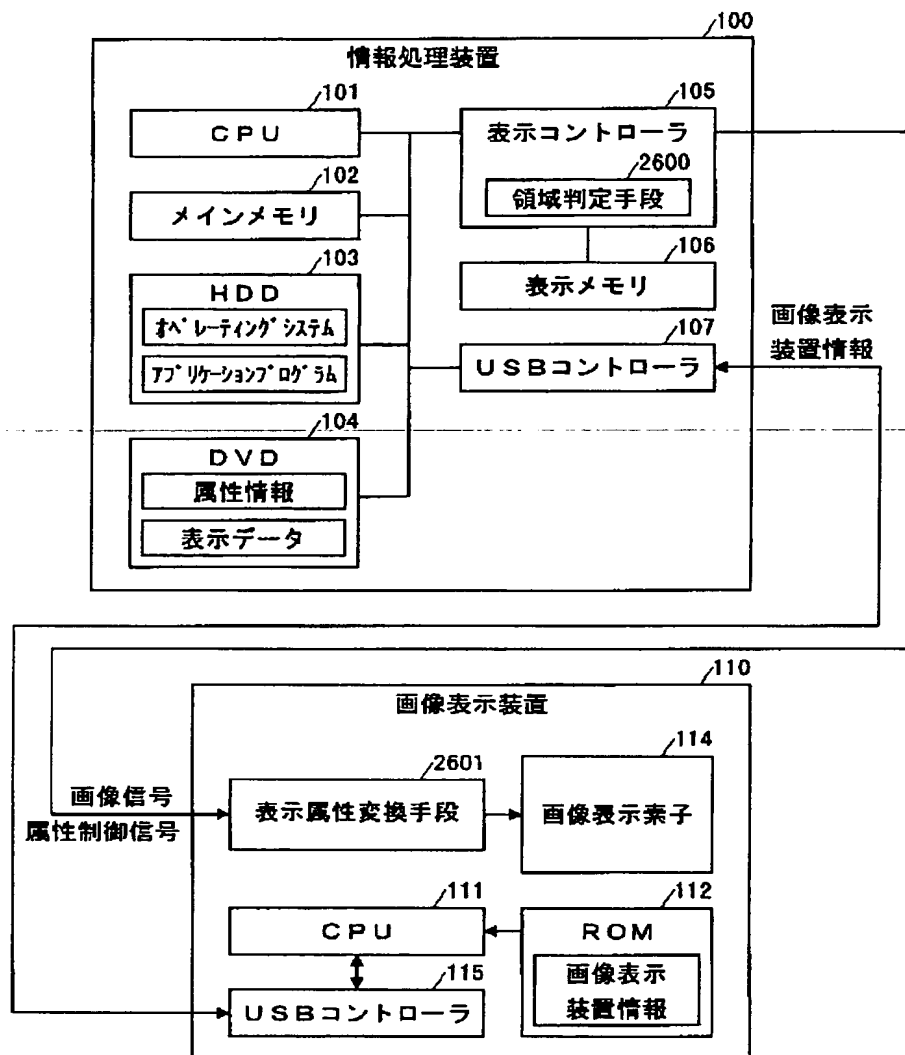 100
情報処理装置
101
CPU
102
メインメモリ
103
HDD
オペレーティングシステム
アプリケーションプログラム
104
DVD
属性情報
表示データ
105
表示コントローラ
2600
領域判定手段
106
表示メモリ
107
USBコントローラ
画像表示
装置情報
110
画像表示装置
2601
表示属性変換手段
114
画像表示素子
画像信号
属性制御信号
111
CPU
115
USBコントローラ
112
ROM
画像表示
装置情報